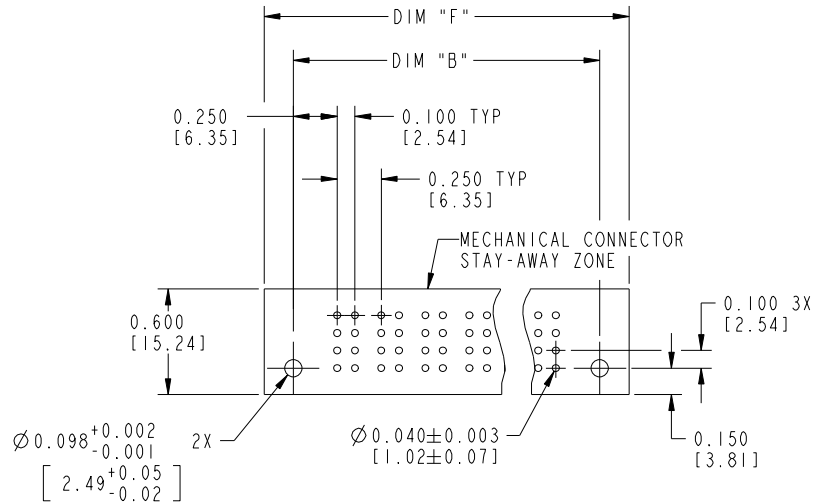 DIM "F"
DIM "B"
0.250
[6.35]
0.100 TYP
[2.54]
0.250 TYP
[6.35]
MECHANICAL CONNECTOR
STAY-AWAY ZONE
0.600
[15.24]
0.100 3X
[2.54]
Ø0.098 +0.002
-0.001
2X
[2.49 +0.05
-0.02]
Ø0.040±0.003
[1.02±0.07]
0.150
[3.81]